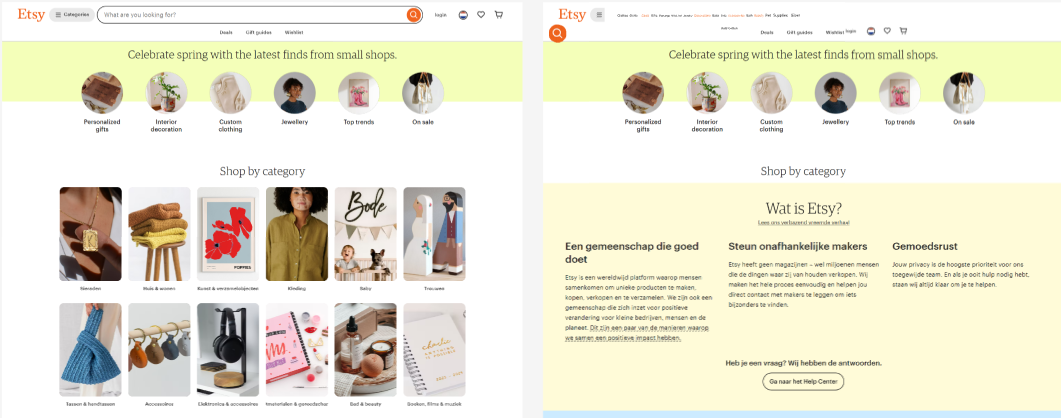 Etsy
Categories
What are you looking for?
login
Deals Gift guides Wishlist
Celebrate spring with the latest finds from small shops.
Personalized gifts
Interior decoration
Custom clothing
Jewellery
Top trends
On sale
Shop by category
Bode
POPPIES
Sieraden
Huis & wonen
Kunst & verzamelobjecten
Kleding
Baby
Trouwen
charlie
Tassen & handtassen
Accessoires
Elektronica & accessoires
Bad & beauty
Boeken, films & muziek
Etsy
Deals Gift guides Wishlist login
Celebrate spring with the latest finds from small shops.
Personalized gifts
Interior decoration
Custom clothing
Jewellery
Top trends
On sale
Shop by category
Wat is Etsy?
Een gemeenschap die goed
doet
Etsy is een wereldwijd platform waarop mensen
samenkomen om unieke producten te maken,
kopen, verkopen en te verzamelen. We zijn ook een
gemeenschap die zich inzet voor positieve
verandering voor kleine bedrijven, mensen en de
planeet. Dit zijn een paar van de manieren waarop
we samen een positieve impact hebben.
Steun onafhankelijke makers
Etsy heeft geen magazijnen – wel miljoenen mensen
die de dingen waar zij van houden verkopen. Wij
maken het hele proces eenvoudig en helpen jou
direct contact met makers te leggen om iets
bijzonders te vinden.
Gemoedsrust
Jouw privacy is de hoogste prioriteit voor ons
toegewijde team. En als je ooit hulp nodig hebt,
staan wij altijd klaar om je te helpen.
Heb je een vraag? Wij hebben de antwoorden.
Ga naar het Help Center